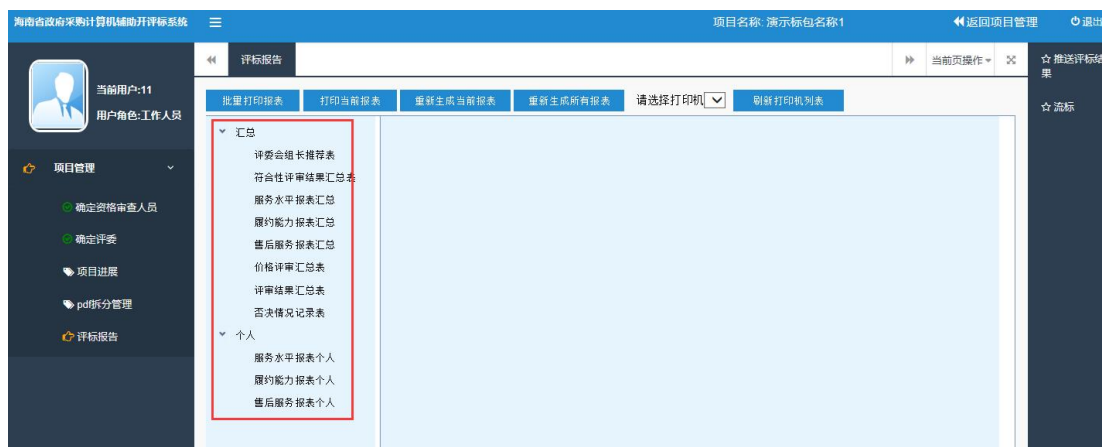 海南省政府采购计算机辅助开评标系统
项目名称:演示标包名称1
返回项目管理
退出
当前用户:11
用户角色:工作人员
项目管理
确定资格审查人员
确定评委
项目进展
pdf拆分管理
评标报告
评标报告
当前页操作
批量打印报表
打印当前报表
重新生成当前报表
重新生成所有报表
请选择打印机
刷新打印机列表
汇总
评委会组长推荐表
符合性评审结果汇总表
服务水平报表汇总
履约能力报表汇总
售后服务报表汇总
价格评审汇总表
评审结果汇总表
否决情况记录表
个人
服务水平报表个人
履约能力报表个人
售后服务报表个人
推送评标结
果
流标